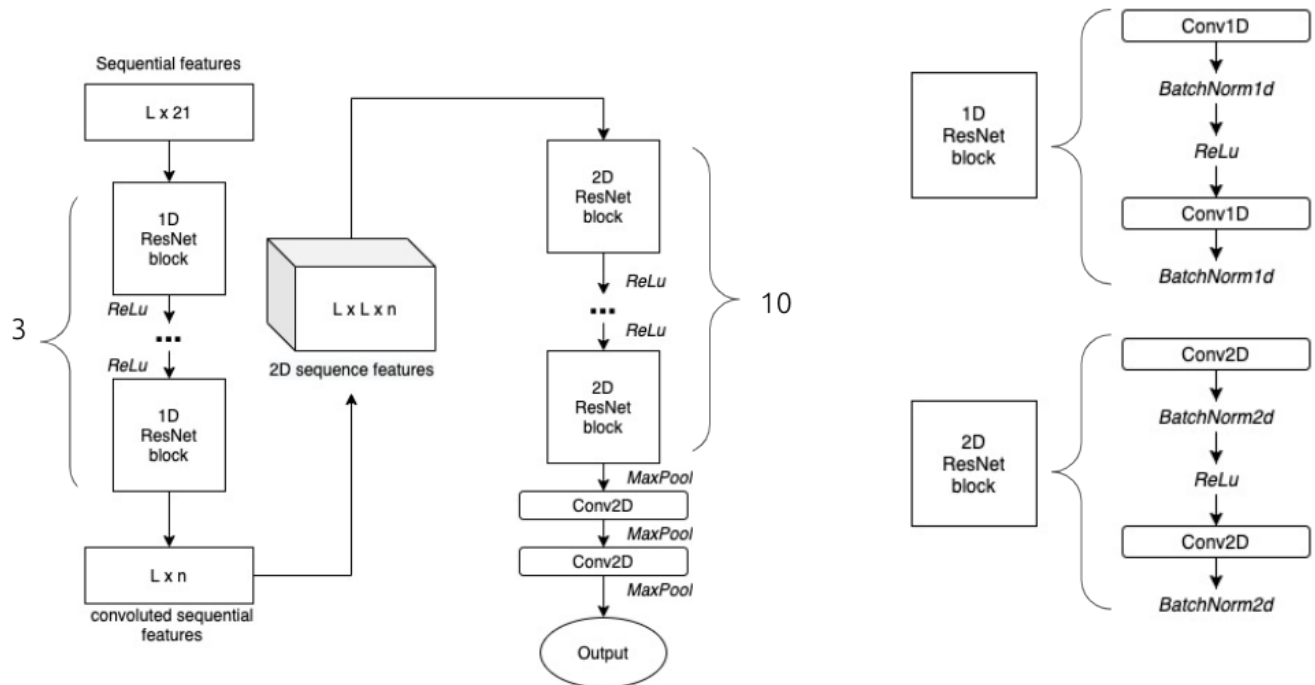 Sequential features
L x 21
3
1D
ResNet
block
ReLu
...
ReLu
1D
ResNet
block
L x n
convoluted sequential
features
L x L x n
2D sequence features
2D
ResNet
block
ReLu
...
ReLu
2D
ResNet
block
10
MaxPool
Conv2D
MaxPool
Conv2D
MaxPool
Output
1D
ResNet
block
Conv1D
BatchNorm1d
ReLu
Conv1D
BatchNorm1d
2D
ResNet
block
Conv2D
BatchNorm2d
ReLu
Conv2D
BatchNorm2d